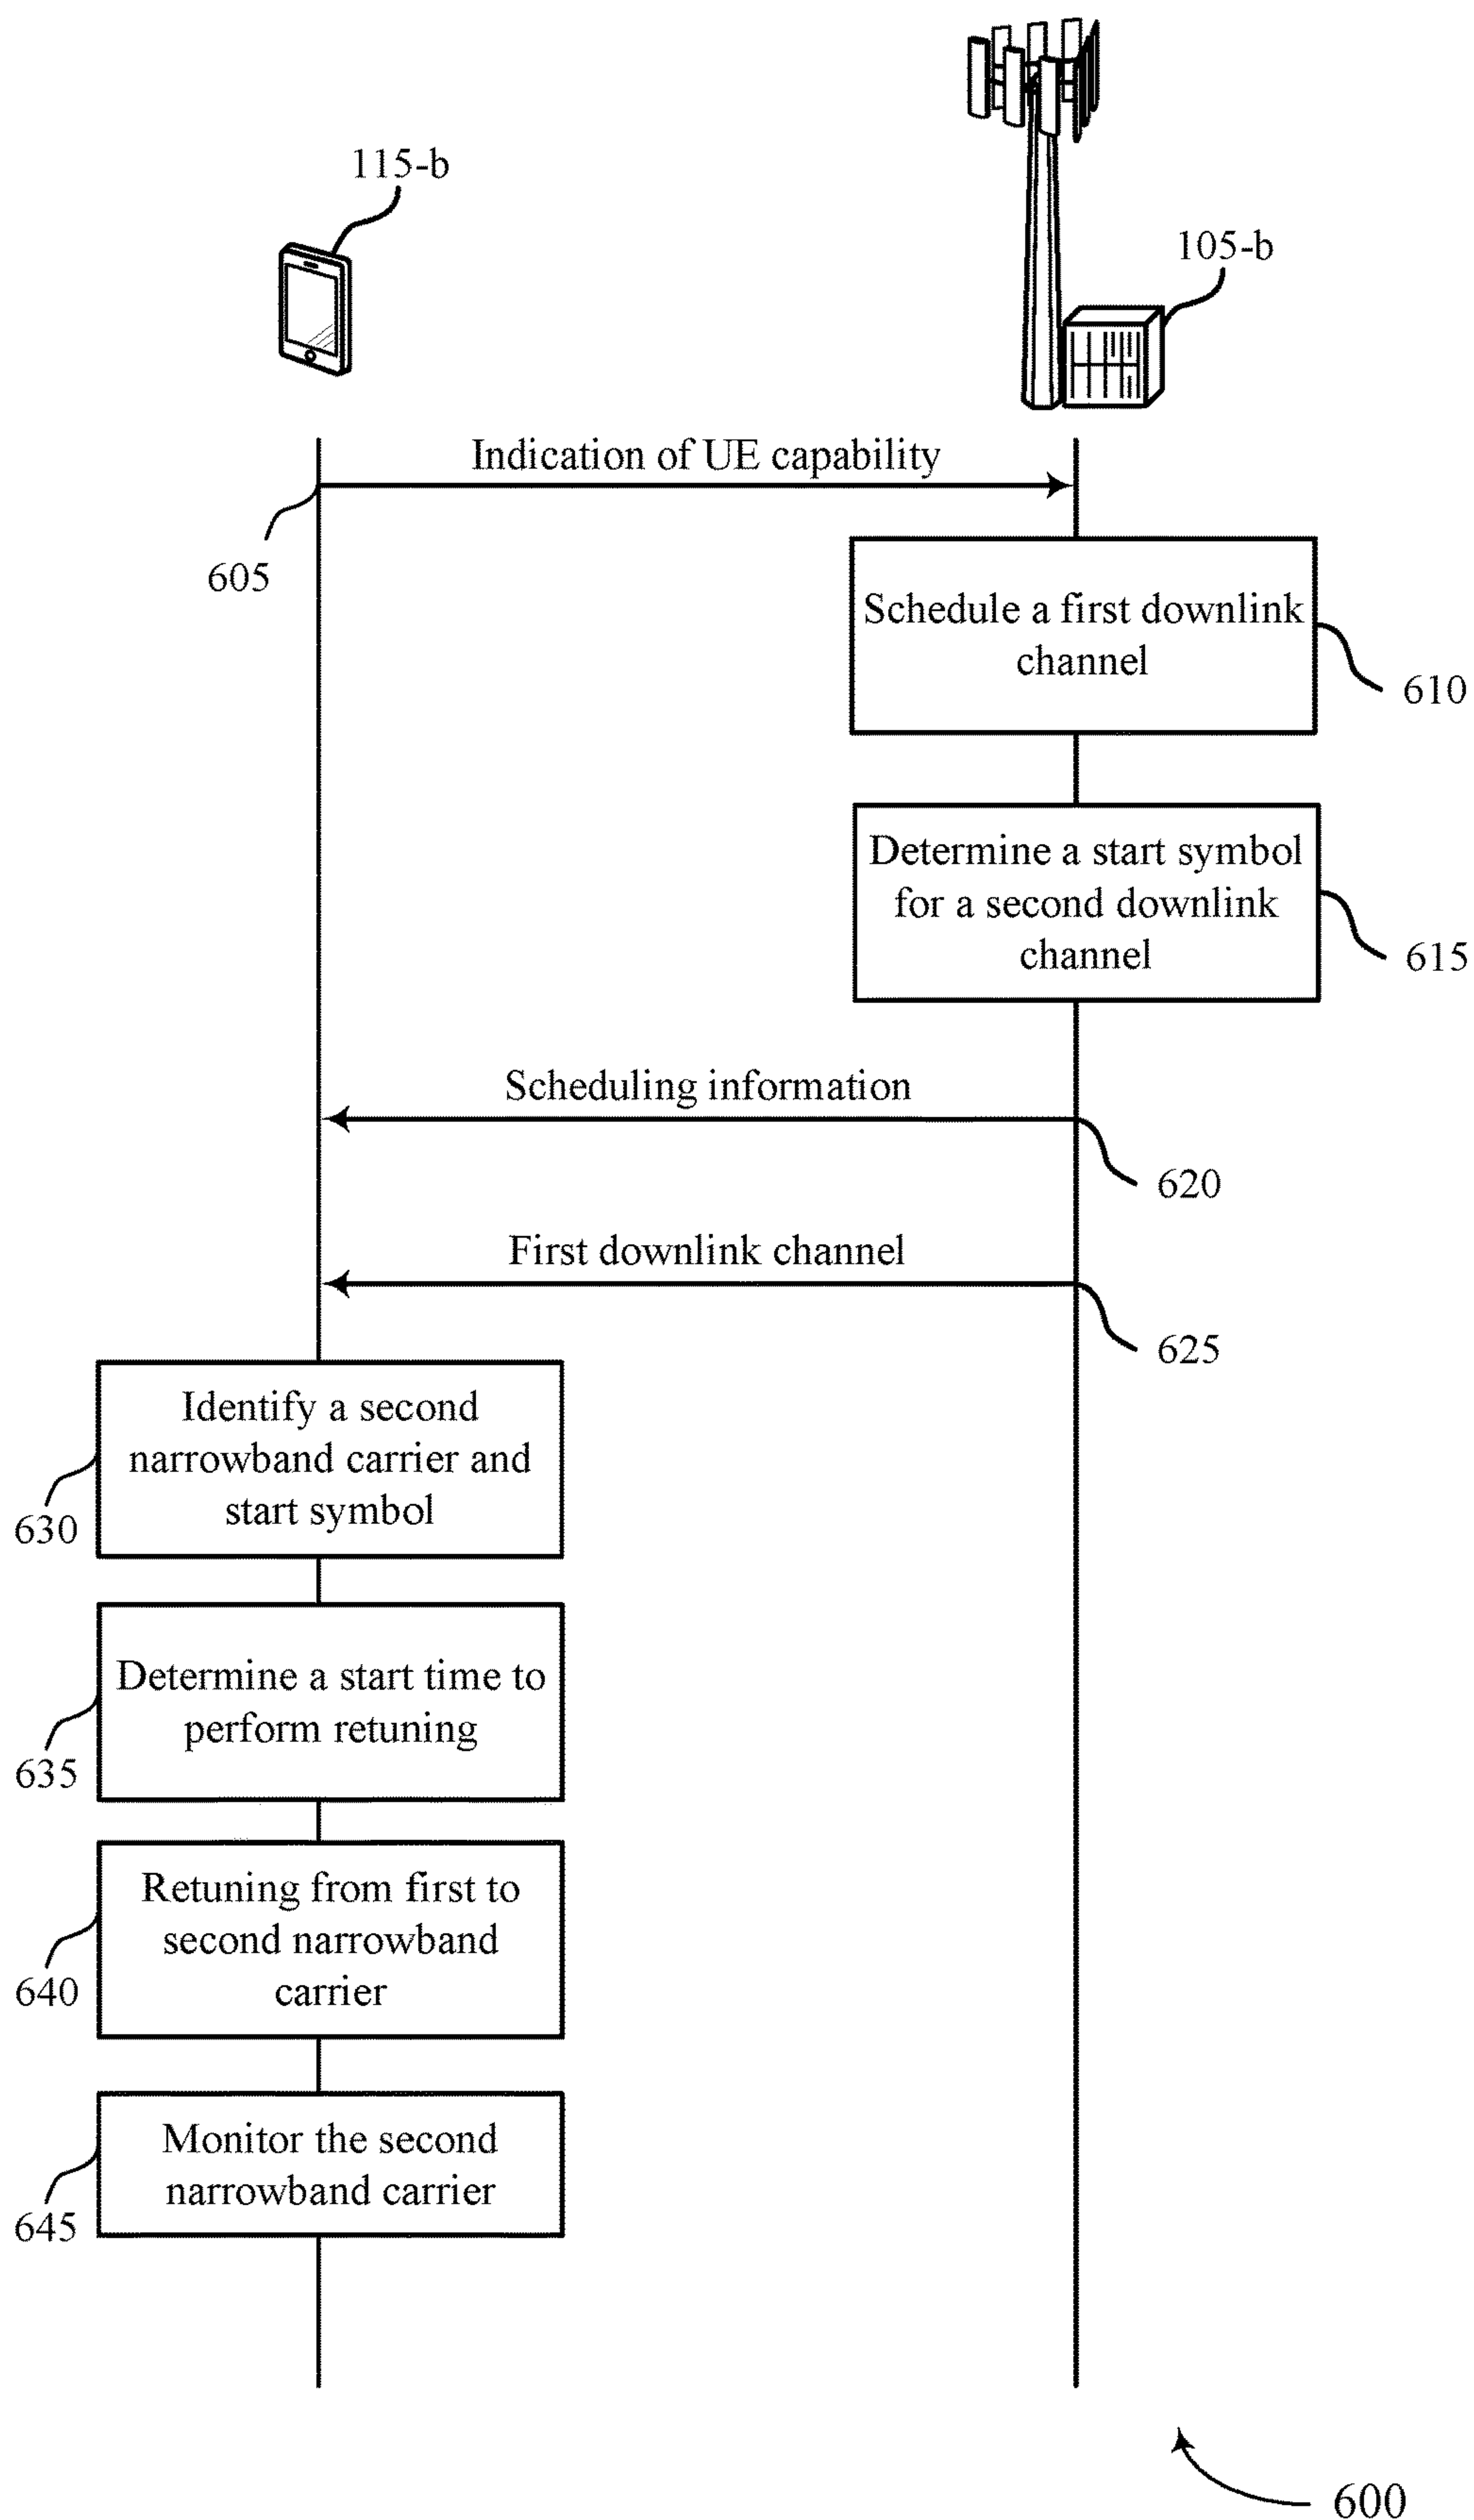 115-b
105-b
Indication of UE capability
605
Schedule a first downlink
channel
610
Determine a start symbol
for a second downlink
channel
615
Scheduling information
620
First downlink channel
625
Identify a second
narrowband carrier and
start symbol
630
Determine a start time to
perform retuning
635
Retuning from first to
second narrowband
carrier
640
Monitor the second
narrowband carrier
645
600